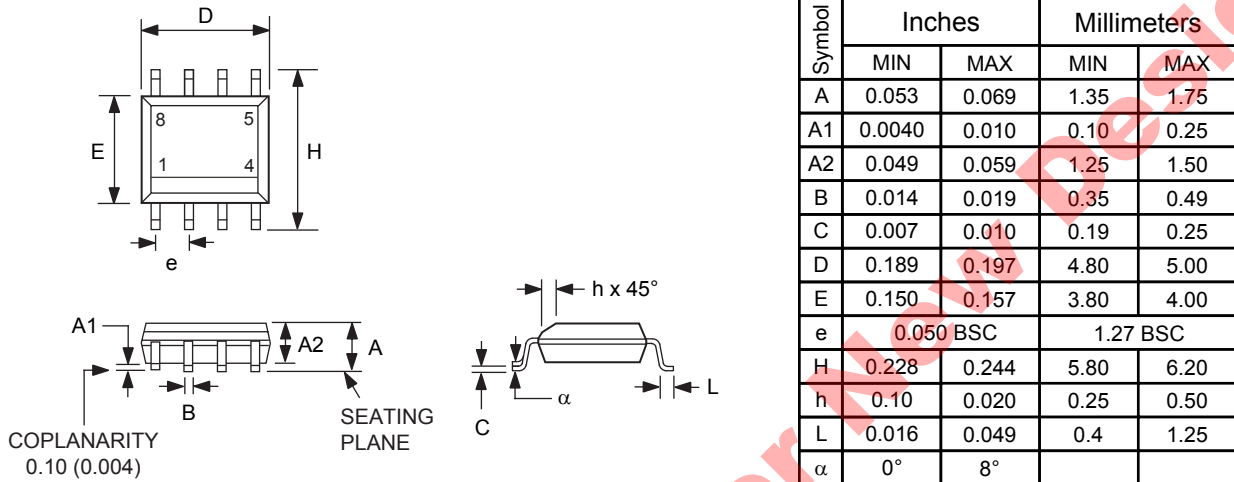 D
8 5
1 4
E
H
e
A1
A2
A
B
COPLANARITY
0.10 (0.004)
SEATING
PLANE
h x 45°
C
α
L
Symbol Inches Millimeters
MIN MAX MIN MAX
A 0.053 0.069 1.35 1.75
A1 0.0040 0.010 0.10 0.25
A2 0.049 0.059 1.25 1.50
B 0.014 0.019 0.35 0.49
C 0.007 0.010 0.19 0.25
D 0.189 0.197 4.80 5.00
E 0.150 0.157 3.80 4.00
e 0.050 BSC 1.27 BSC
H 0.228 0.244 5.80 6.20
h 0.10 0.020 0.25 0.50
L 0.016 0.049 0.4 1.25
α 0° 8°
New